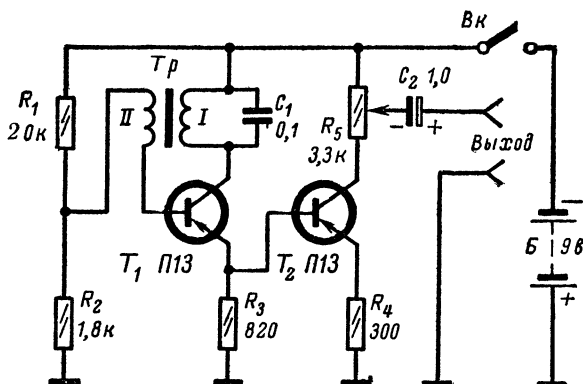 Вк
Тр
R1
20к
II
I
C1
0,1
R5
3,3к
C2 1,0
−
+
Выход
−
Б
9в
+
T1 П13
T2 П13
R2
1,8к
R3
820
R4
300